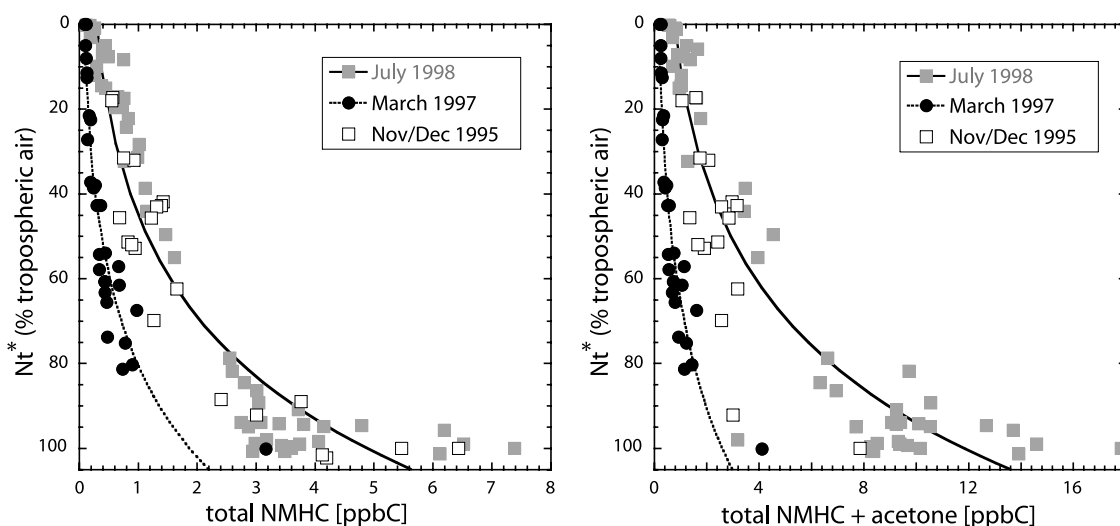 0
20
40
60
80
100
Nt* (% tropospheric air)
July 1998
March 1997
Nov/Dec 1995
0 1 2 3 4 5 6 7 8
total NMHC [ppbC]
0
20
40
60
80
100
Nt* (% tropospheric air)
July 1998
March 1997
Nov/Dec 1995
0 4 8 12 16
total NMHC + acetone [ppbC]